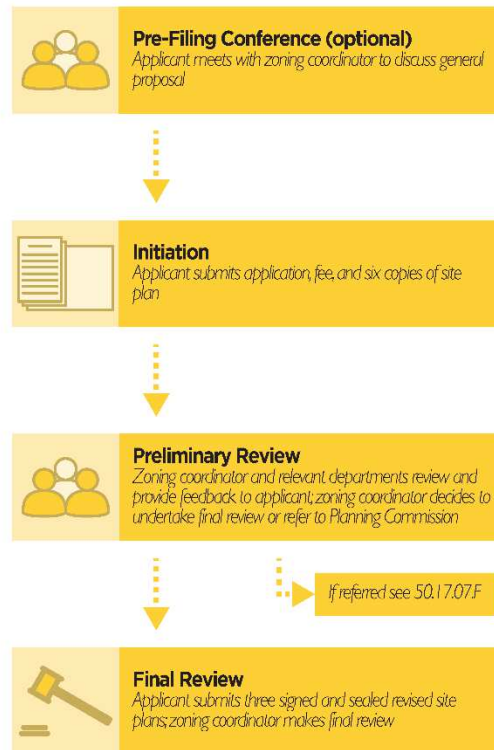 Pre-Filing Conference (optional)
Applicant meets with zoning coordinator to discuss general
proposal
Initiation
Applicant submits application, fee, and six copies of site
plan
Preliminary Review
Zoning coordinator and relevant departments review and
provide feedback to applicant; zoning coordinator decides to
undertake final review or refer to Planning Commission
If referred see 50.17.07.F
Final Review
Applicant submits three signed and sealed revised site
plans; zoning coordinator makes final review